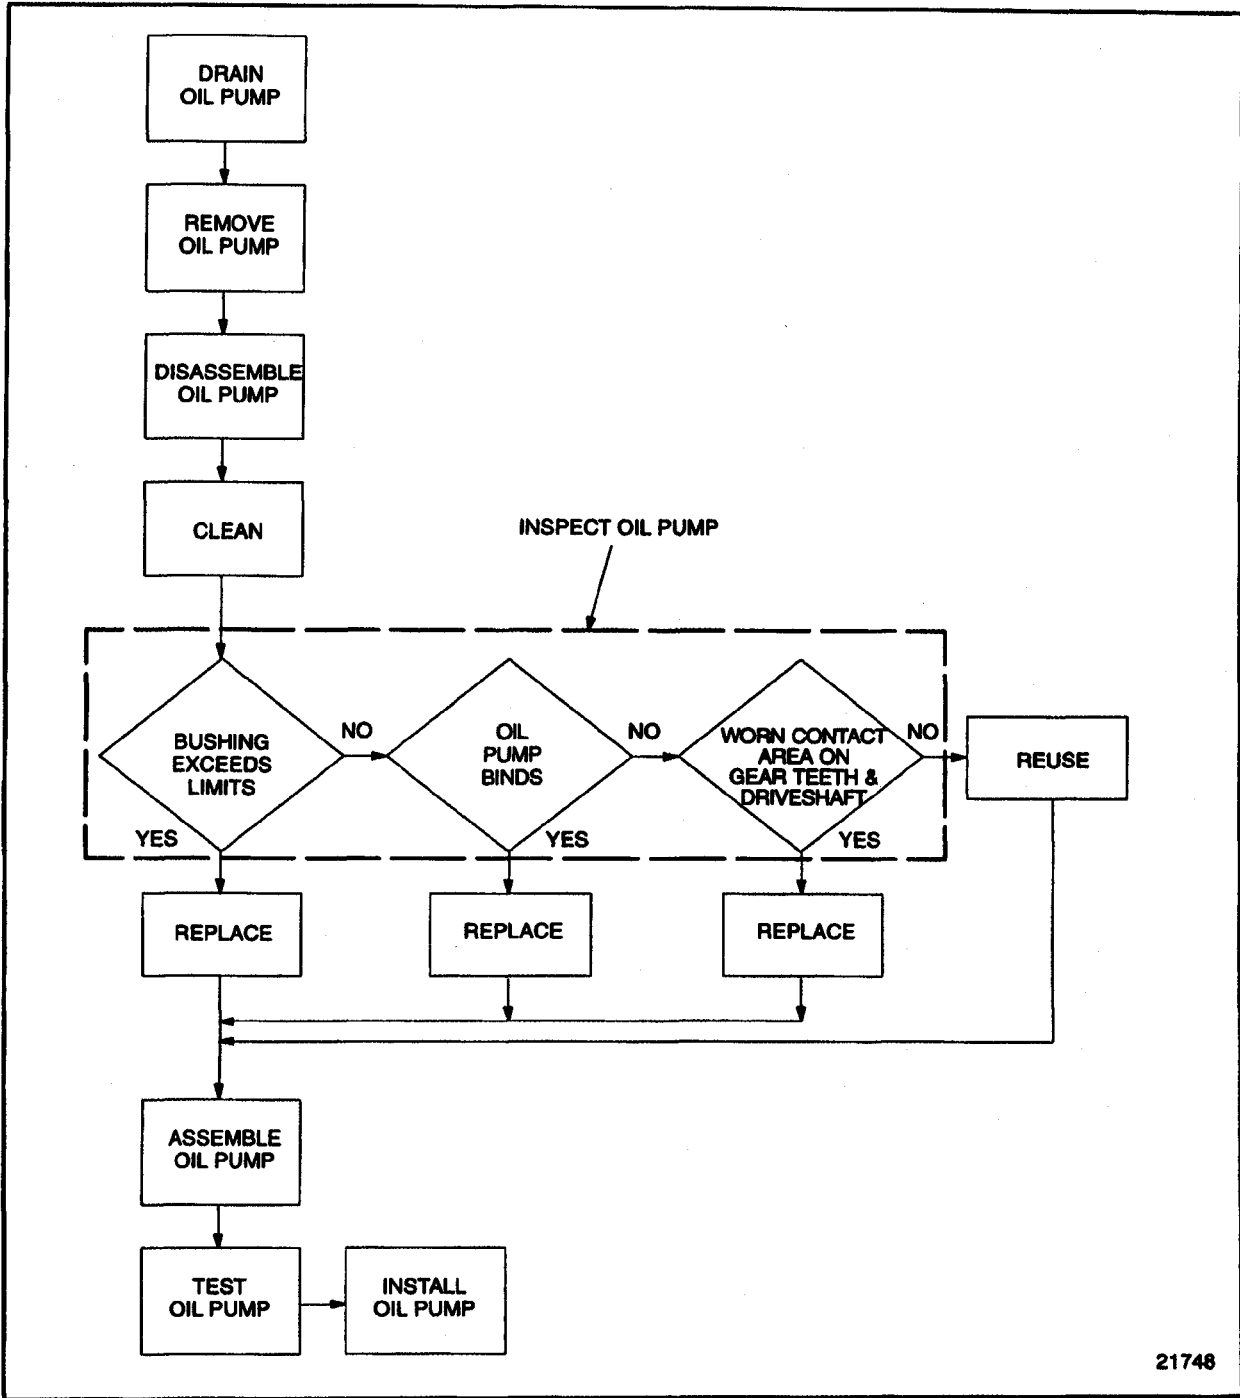 DRAIN
OIL PUMP
REMOVE
OIL PUMP
DISASSEMBLE
OIL PUMP
CLEAN
INSPECT OIL PUMP
BUSHING
EXCEEDS
LIMITS
NO
YES
OIL
PUMP
BINDS
NO
YES
WORN CONTACT
AREA ON
GEAR TEETH &
DRIVESHAFT
NO
YES
REUSE
REPLACE
REPLACE
REPLACE
ASSEMBLE
OIL PUMP
TEST
OIL PUMP
INSTALL
OIL PUMP
21748